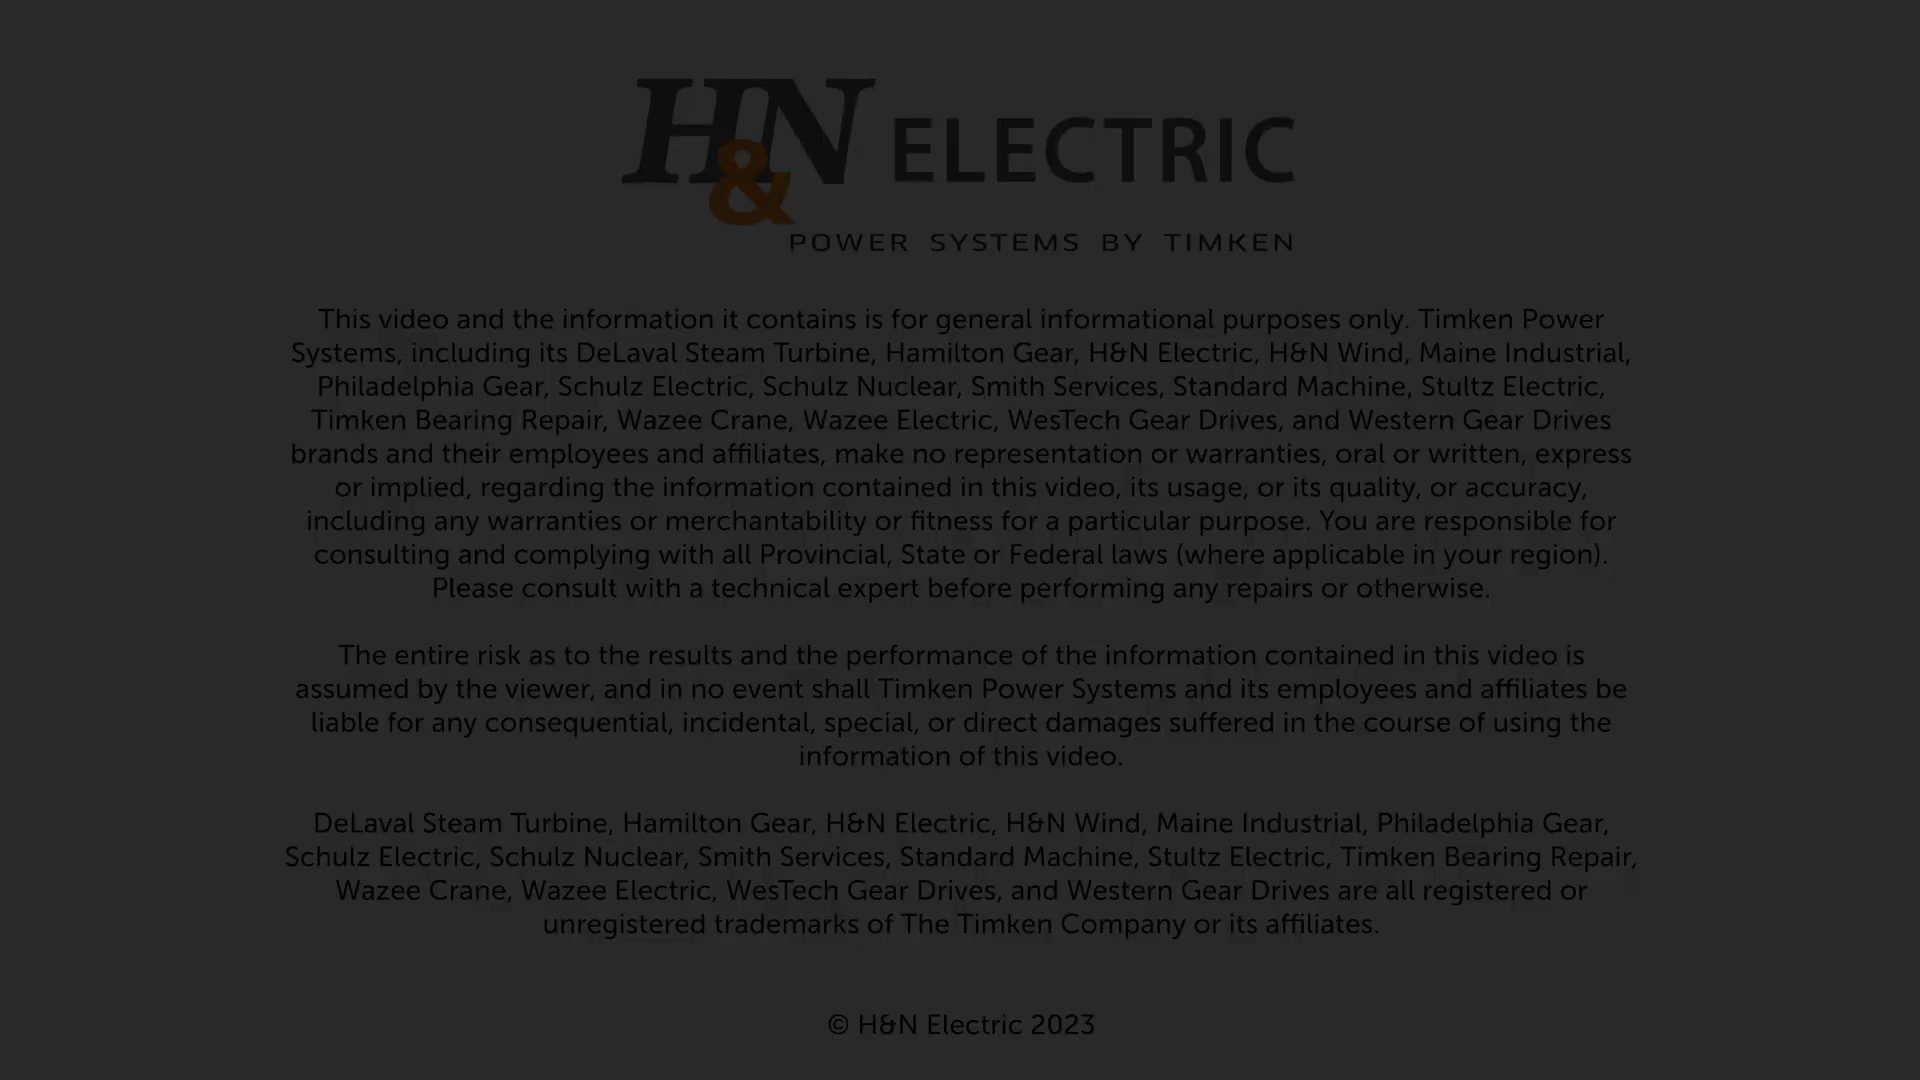 H&N ELECTRIC
POWER SYSTEMS BY TIMKEN
This video and the information it contains is for general informational purposes only. Timken Power
Systems, including its DeLaval Steam Turbine, Hamilton Gear, H&N Electric, H&N Wind, Maine Industrial,
Philadelphia Gear, Schulz Electric, Schulz Nuclear, Smith Services, Standard Machine, Stultz Electric,
Timken Bearing Repair, Wazee Crane, Wazee Electric, WesTech Gear Drives, and Western Gear Drives
brands and their employees and affiliates, make no representation or warranties, oral or written, express
or implied, regarding the information contained in this video, its usage, or its quality, or accuracy,
including any warranties or merchantability or fitness for a particular purpose. You are responsible for
consulting and complying with all Provincial, State or Federal laws (where applicable in your region).
Please consult with a technical expert before performing any repairs or otherwise.
The entire risk as to the results and the performance of the information contained in this video is
assumed by the viewer, and in no event shall Timken Power Systems and its employees and affiliates be
liable for any consequential, incidental, special, or direct damages suffered in the course of using the
information of this video.
DeLaval Steam Turbine, Hamilton Gear, H&N Electric, H&N Wind, Maine Industrial, Philadelphia Gear,
Schulz Electric, Schulz Nuclear, Smith Services, Standard Machine, Stultz Electric, Timken Bearing Repair,
Wazee Crane, Wazee Electric, WesTech Gear Drives, and Western Gear Drives are all registered or
unregistered trademarks of The Timken Company or its affiliates.
© H&N Electric 2023